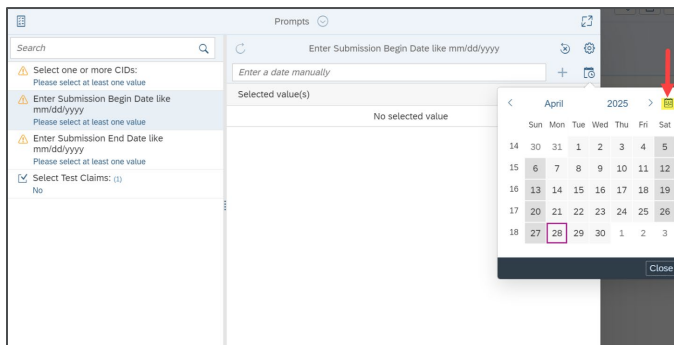 Prompts
Search
Enter Submission Begin Date like mm/dd/yyyy
Select one or more CIDs:
Please select at least one value
Enter Submission Begin Date like
mm/dd/yyyy
Please select at least one value
Enter Submission End Date like
mm/dd/yyyy
Please select at least one value
Select Test Claims: (1)
No
Enter a date manually
Selected value(s)
No selected value
April 2025
Sun Mon Tue Wed Thu Fri Sat
14 30 31 1 2 3 4 5
15 6 7 8 9 10 11 12
16 13 14 15 16 17 18 19
17 20 21 22 23 24 25 26
18 27 28 29 30 1 2 3
Close